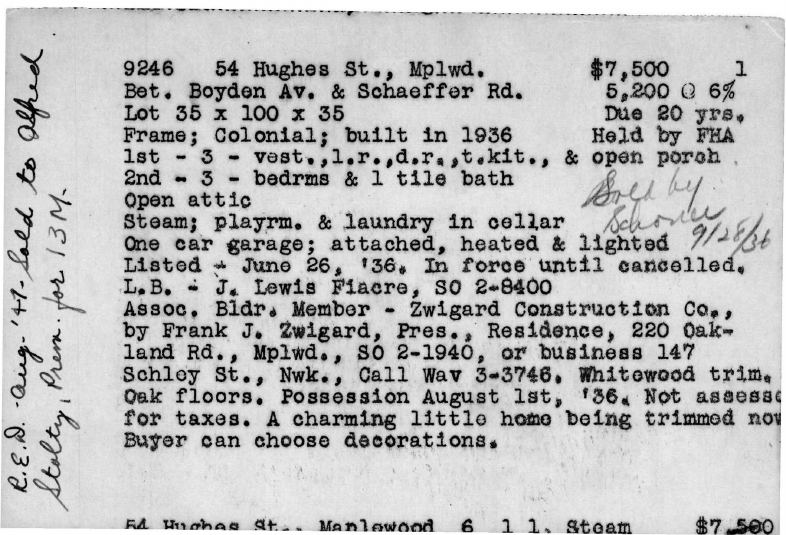 9246 54 Hughes St., Mplwd. $7,500 1
Bet. Boyden Av. & Schaeffer Rd. 5,200 @ 6%
Lot 35 x 100 x 35 Due 20 yrs.
Frame; Colonial; built in 1936 Held by FHA
1st - 3 - vest.,l.r.,d.r.,t.kit., & open porch
2nd - 3 - bedrms & 1 tile bath
Open attic
Steam; playrm. & laundry in cellar
One car garage; attached, heated & lighted
Listed - June 26, '36. In force until cancelled.
L.B. - J. Lewis Fiacre, SO 2-8400
Assoc. Bldr. Member - Zwigard Construction Co.,
by Frank J. Zwigard, Pres., Residence, 220 Oak-
land Rd., Mplwd., SO 2-1940, or business 147
Schley St., Nwk., Call Wav 3-3746. Whitewood trim.
Oak floors. Possession August 1st, '36. Not assesse
for taxes. A charming little home being trimmed now
Buyer can choose decorations.
54 Hughes St., Maplewood 6 1 1. Steam $7,500
Sold by
9/28/36
R.E.D. - Aug. '47 - Sold to Alfred
Stolty, Prem. for 13 M.